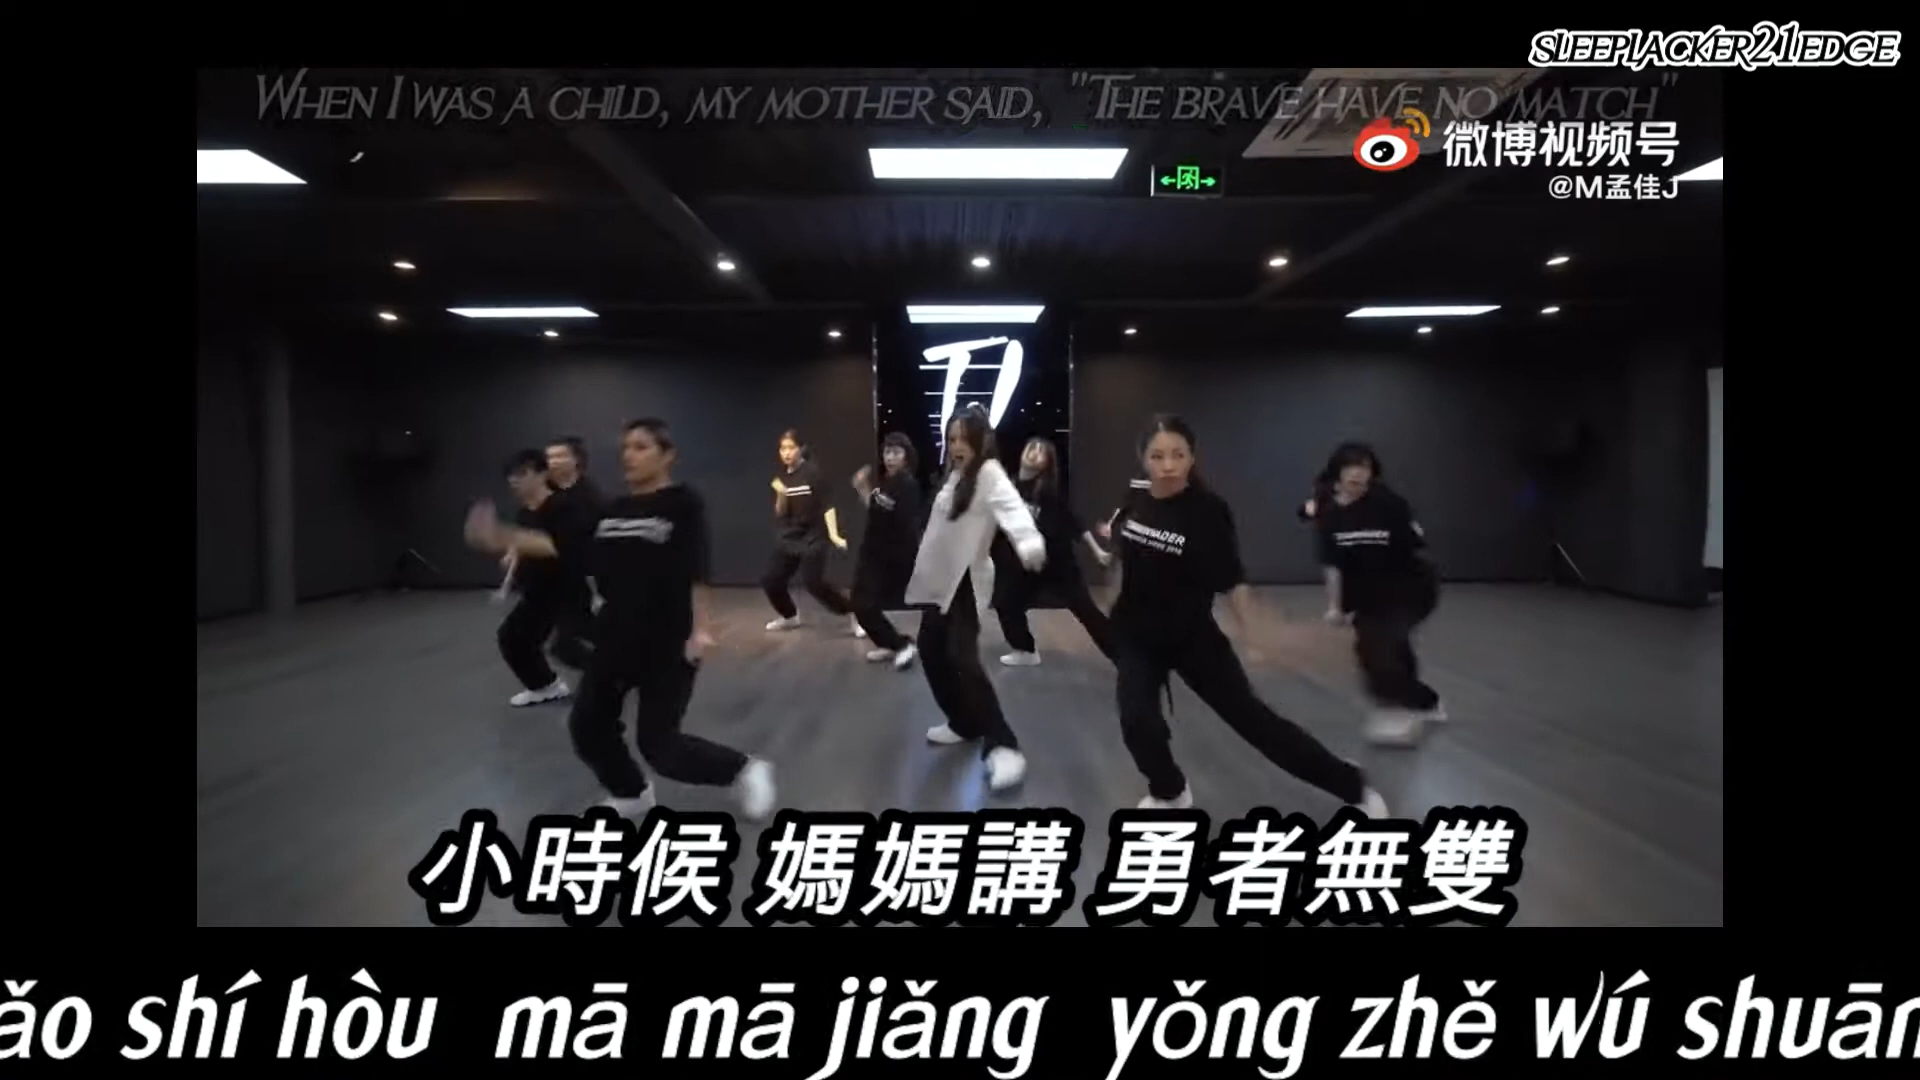 SLEEPJACKER21EDGE
When I was a child, my mother said, "The brave have no match"
微博视频号
@M孟佳J
TI
小時候 媽媽講 勇者無雙
ǎo shí hòu mā mā jiǎng yǒng zhě wú shuān